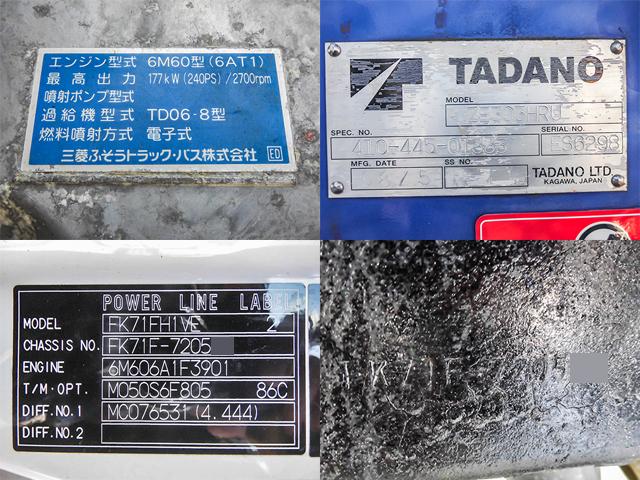 エンジン型式 6M60型(6AT1)
最高出力 177kW(240PS)/2700rpm
噴射ポンプ型式
過給機型式 TD06-8型
燃料噴射方式 電子式
三菱ふそうトラック・バス株式会社 ED
TADANO
MODEL
SPEC. NO. SERIAL NO.
ES6298
MFG. DATE SS NO.
TADANO LTD.
KAGAWA, JAPAN
POWER LINE LABEL
MODEL FK71FH1VE 2
CHASSIS NO. FK71F-7205
ENGINE 6M606A1F3901
T/M·OPT. M050S6F805 86C
DIFF.NO.1 MC076531(4.444)
DIFF.NO.2